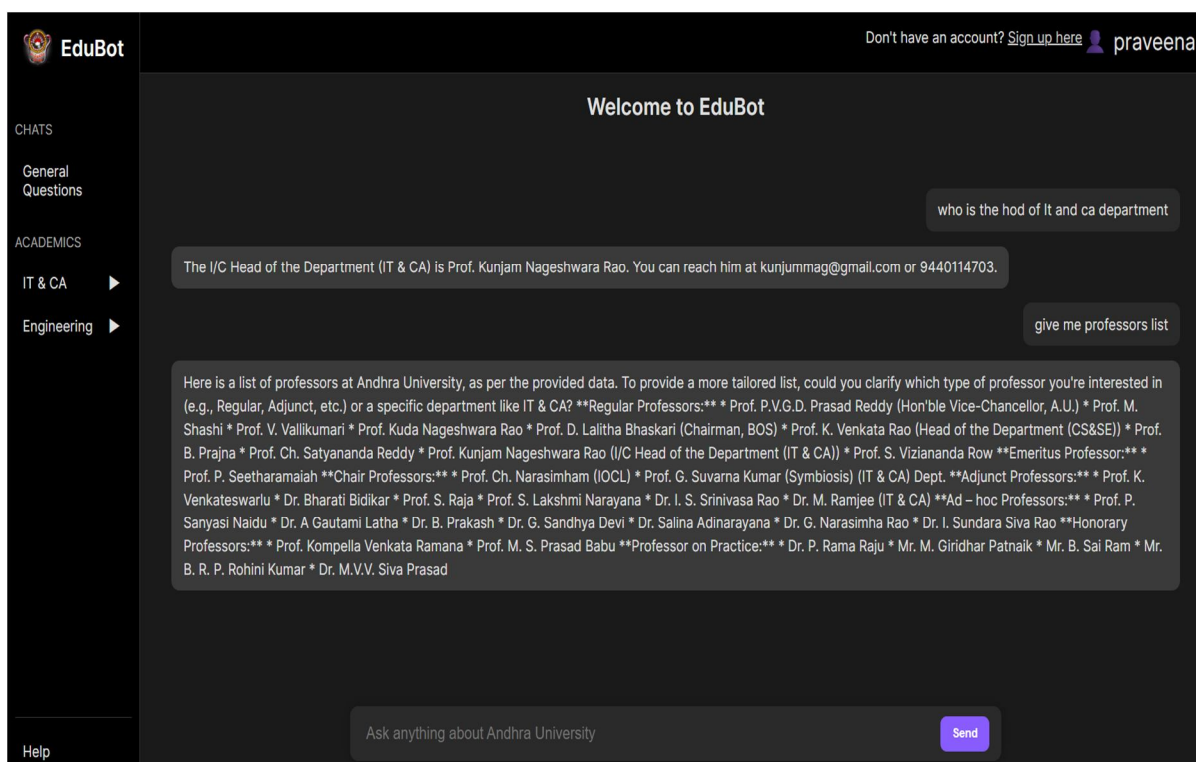 EduBot
Don't have an account? Sign up here praveena
CHATS
General
Questions
ACADEMICS
IT & CA
Engineering
Help
Welcome to EduBot
who is the hod of It and ca department
The I/C Head of the Department (IT & CA) is Prof. Kunjam Nageshwara Rao. You can reach him at kunjummag@gmail.com or 9440114703.
give me professors list
Here is a list of professors at Andhra University, as per the provided data. To provide a more tailored list, could you clarify which type of professor you're interested in
(e.g., Regular, Adjunct, etc.) or a specific department like IT & CA? **Regular Professors:** * Prof. P.V.G.D. Prasad Reddy (Hon'ble Vice-Chancellor, A.U.) * Prof. M.
Shashi * Prof. V. Vallikumari * Prof. Kuda Nageshwara Rao * Prof. D. Lalitha Bhaskari (Chairman, BOS) * Prof. K. Venkata Rao (Head of the Department (CS&SE)) * Prof.
B. Prajna * Prof. Ch. Satyananda Reddy * Prof. Kunjam Nageshwara Rao (I/C Head of the Department (IT & CA)) * Prof. S. Viziananda Row **Emeritus Professor:** *
Prof. P. Seetharamaiah **Chair Professors:** * Prof. Ch. Narasimham (IOCL) * Prof. G. Suvarna Kumar (Symbiosis) (IT & CA) Dept. **Adjunct Professors:** * Prof. K.
Venkateswarlu * Dr. Bharati Bidikar * Prof. S. Raja * Prof. S. Lakshmi Narayana * Dr. I. S. Srinivasa Rao * Dr. M. Ramjee (IT & CA) **Ad – hoc Professors:** * Prof. P.
Sanyasi Naidu * Dr. A Gautami Latha * Dr. B. Prakash * Dr. G. Sandhya Devi * Dr. Salina Adinarayana * Dr. G. Narasimha Rao * Dr. I. Sundara Siva Rao **Honorary
Professors:** * Prof. Kompella Venkata Ramana * Prof. M. S. Prasad Babu **Professor on Practice:** * Dr. P. Rama Raju * Mr. M. Giridhar Patnaik * Mr. B. Sai Ram * Mr.
B. R. P. Rohini Kumar * Dr. M.V.V. Siva Prasad
Ask anything about Andhra University
Send